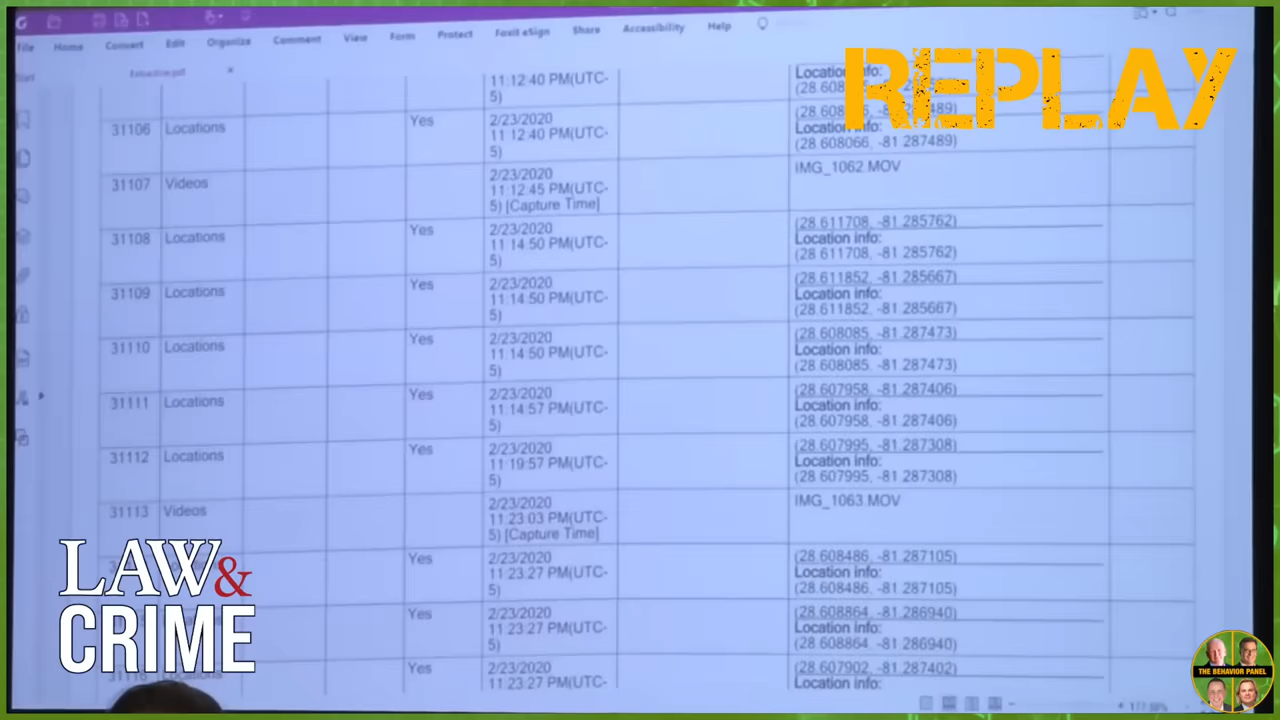 File Home Convert Edit Organize Comment View Form Protect Foxit eSign Share Accessibility Help
Start
Extraction.pdf ×
REPLAY
11:12:40 PM(UTC-
5)
Location info:
(28.608
31106 Locations Yes 2/23/2020
11:12:40 PM(UTC-
5)
489)
Location info:
(28.608066, -81.287489)
31107 Videos 2/23/2020
11:12:45 PM(UTC-
5) [Capture Time]
IMG_1062.MOV
31108 Locations Yes 2/23/2020
11:14:50 PM(UTC-
5)
(28.611708, -81.285762)
Location info:
(28.611708, -81.285762)
31109 Locations Yes 2/23/2020
11:14:50 PM(UTC-
5)
(28.611852, -81.285667)
Location info:
(28.611852, -81.285667)
31110 Locations Yes 2/23/2020
11:14:50 PM(UTC-
5)
(28.608085, -81.287473)
Location info:
(28.608085, -81.287473)
31111 Locations Yes 2/23/2020
11:14:57 PM(UTC-
5)
(28.607958, -81.287406)
Location info:
(28.607958, -81.287406)
31112 Locations Yes 2/23/2020
11:19:57 PM(UTC-
5)
(28.607995, -81.287308)
Location info:
(28.607995, -81.287308)
31113 Videos 2/23/2020
11:23:03 PM(UTC-
5) [Capture Time]
IMG_1063.MOV
Yes 2/23/2020
11:23:27 PM(UTC-
5)
(28.608486, -81.287105)
Location info:
(28.608486, -81.287105)
Yes 2/23/2020
11:23:27 PM(UTC-
5)
(28.608864, -81.286940)
Location info:
(28.608864, -81.286940)
Yes 2/23/2020
11:23:27 PM(UTC-
(28.607902, -81.287402)
Location info:
LAW&
CRIME
THE BEHAVIOR PANEL